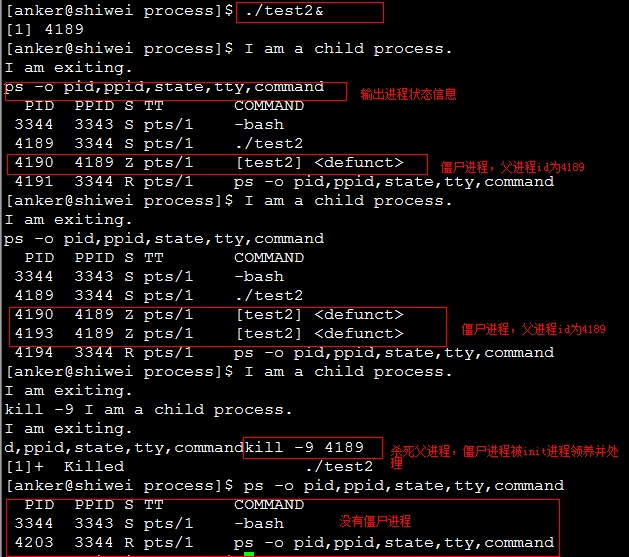 [anker@shiwei process]$ ./test2&
[1] 4189
[anker@shiwei process]$ I am a child process.
I am exiting.
ps -o pid,ppid,state,tty,command
输出进程状态信息
PID PPID S TT COMMAND
3344 3343 S pts/1 -bash
4189 3344 S pts/1 ./test2
4190 4189 Z pts/1 [test2] <defunct>
僵尸进程，父进程id为4189
4191 3344 R pts/1 ps -o pid,ppid,state,tty,command
[anker@shiwei process]$ I am a child process.
I am exiting.
ps -o pid,ppid,state,tty,command
PID PPID S TT COMMAND
3344 3343 S pts/1 -bash
4189 3344 S pts/1 ./test2
4190 4189 Z pts/1 [test2] <defunct>
4193 4189 Z pts/1 [test2] <defunct>
僵尸进程，父进程id为4189
4194 3344 R pts/1 ps -o pid,ppid,state,tty,command
[anker@shiwei process]$ I am a child process.
I am exiting.
kill -9 I am a child process.
I am exiting.
d,ppid,state,tty,commandkill -9 4189
杀死父进程，僵尸进程被init进程领养并处
理
[1]+ Killed ./test2
[anker@shiwei process]$ ps -o pid,ppid,state,tty,command
PID PPID S TT COMMAND
3344 3343 S pts/1 -bash
没有僵尸进程
4203 3344 R pts/1 ps -o pid,ppid,state,tty,command